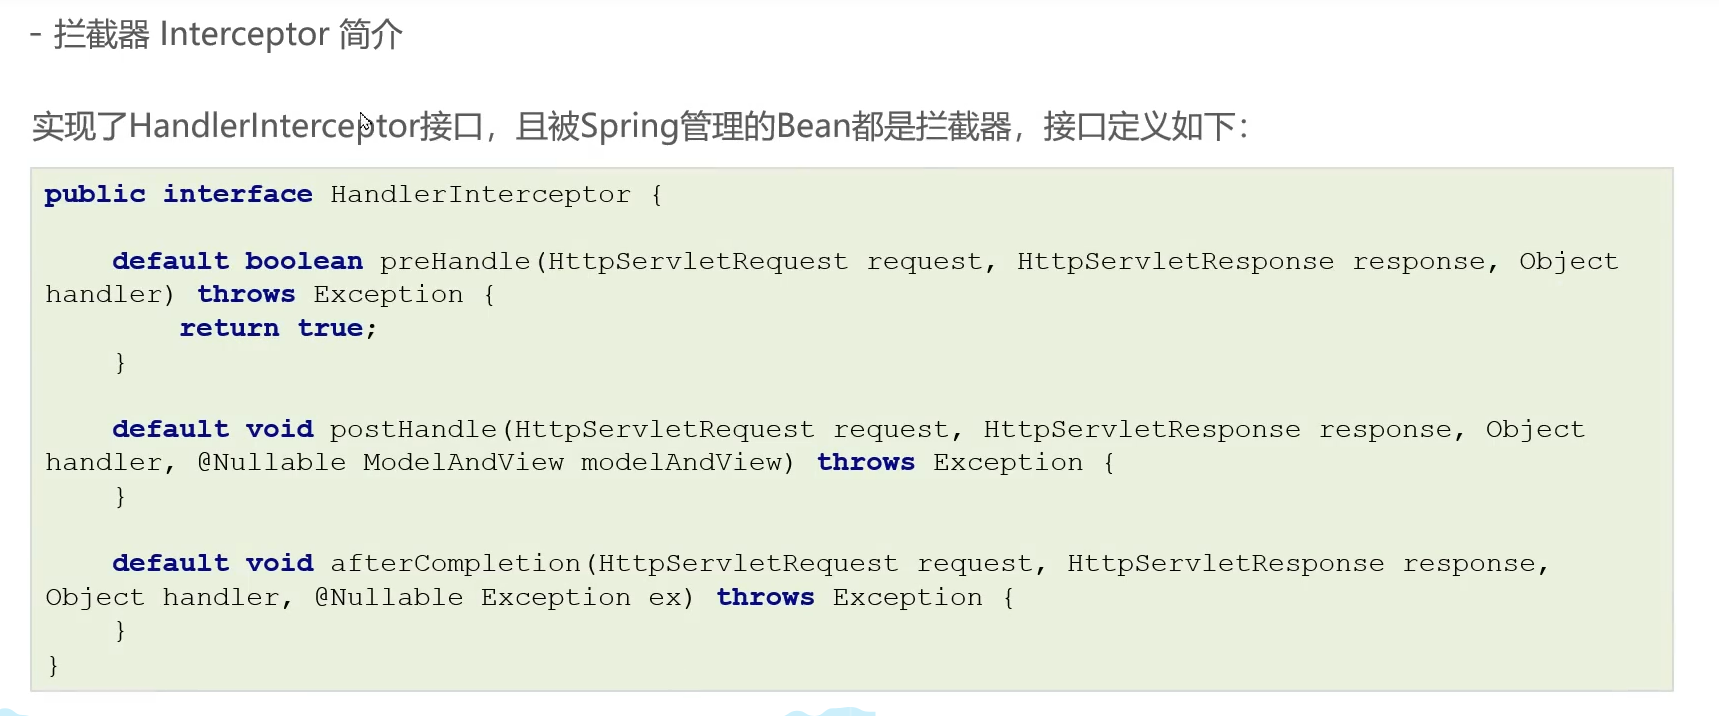 - 拦截器 Interceptor 简介
实现了HandlerInterceptor接口，且被Spring管理的Bean都是拦截器，接口定义如下：
public interface HandlerInterceptor {
default boolean preHandle(HttpServletRequest request, HttpServletResponse response, Object
handler) throws Exception {
return true;
}
default void postHandle(HttpServletRequest request, HttpServletResponse response, Object
handler, @Nullable ModelAndView modelAndView) throws Exception {
}
default void afterCompletion(HttpServletRequest request, HttpServletResponse response,
Object handler, @Nullable Exception ex) throws Exception {
}
}